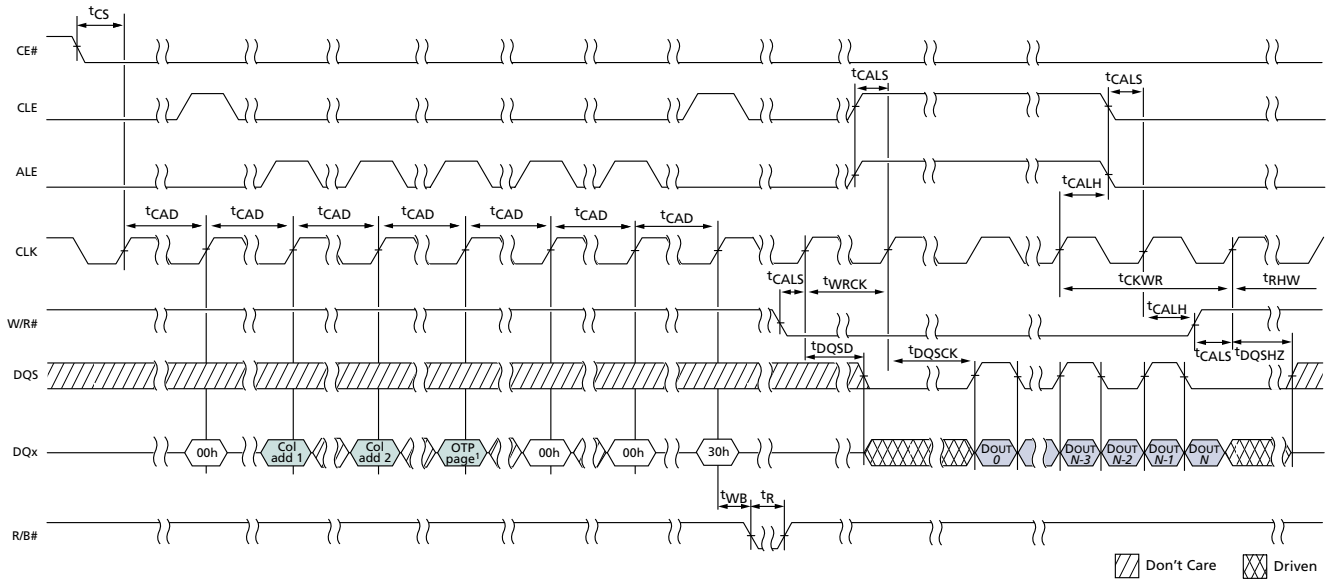 tCS
CE#
tCALS
tCALS
CLE
ALE
tCALH
tCAD
tCAD
tCAD
tCAD
tCAD
tCAD
tCAD
CLK
tCALS
tWRCK
tCKWR
tRHW
tCALH
W/R#
tDQSD
tDQSCK
tCALS
tDQSHZ
DQS
DQx
00h
Col add 1
Col add 2
OTP page1
00h
00h
30h
DOUT 0
DOUT N-3
DOUT N-2
DOUT N-1
DOUT N
tWB
tR
R/B#
Don't Care
Driven